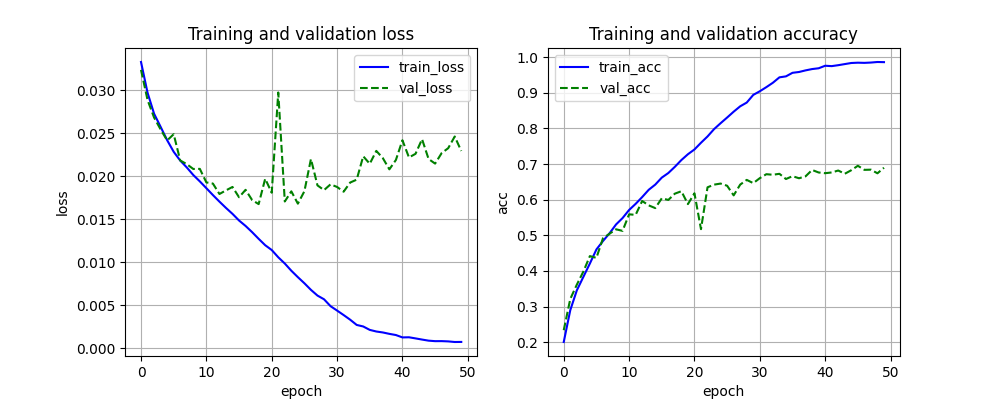 Training and validation loss
train_loss
val_loss
0.030
0.025
0.020
0.015
0.010
0.005
0.000
loss
0
10
20
30
40
50
epoch
Training and validation accuracy
train_acc
val_acc
1.0
0.9
0.8
0.7
0.6
0.5
0.4
0.3
0.2
acc
0
10
20
30
40
50
epoch